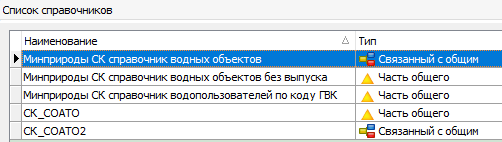 Список справочников
Наименование Тип
Минприроды СК справочник водных объектов Связанный с общим
Минприроды СК справочник водных объектов без выпуска Часть общего
Минприроды СК справочник водопользователей по коду ГВК Часть общего
СК_СОАТО Часть общего
СК_СОАТО2 Связанный с общим